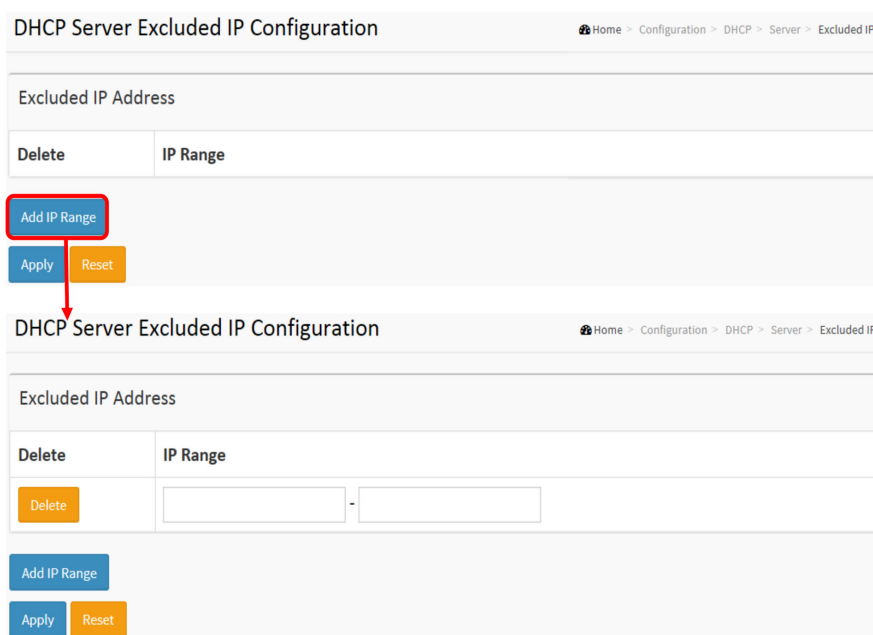 DHCP Server Excluded IP Configuration
Home > Configuration > DHCP > Server > Excluded IP
Excluded IP Address
Delete IP Range
Add IP Range
Apply Reset
DHCP Server Excluded IP Configuration
Home > Configuration > DHCP > Server > Excluded IP
Excluded IP Address
Delete IP Range
Delete -
Add IP Range
Apply Reset